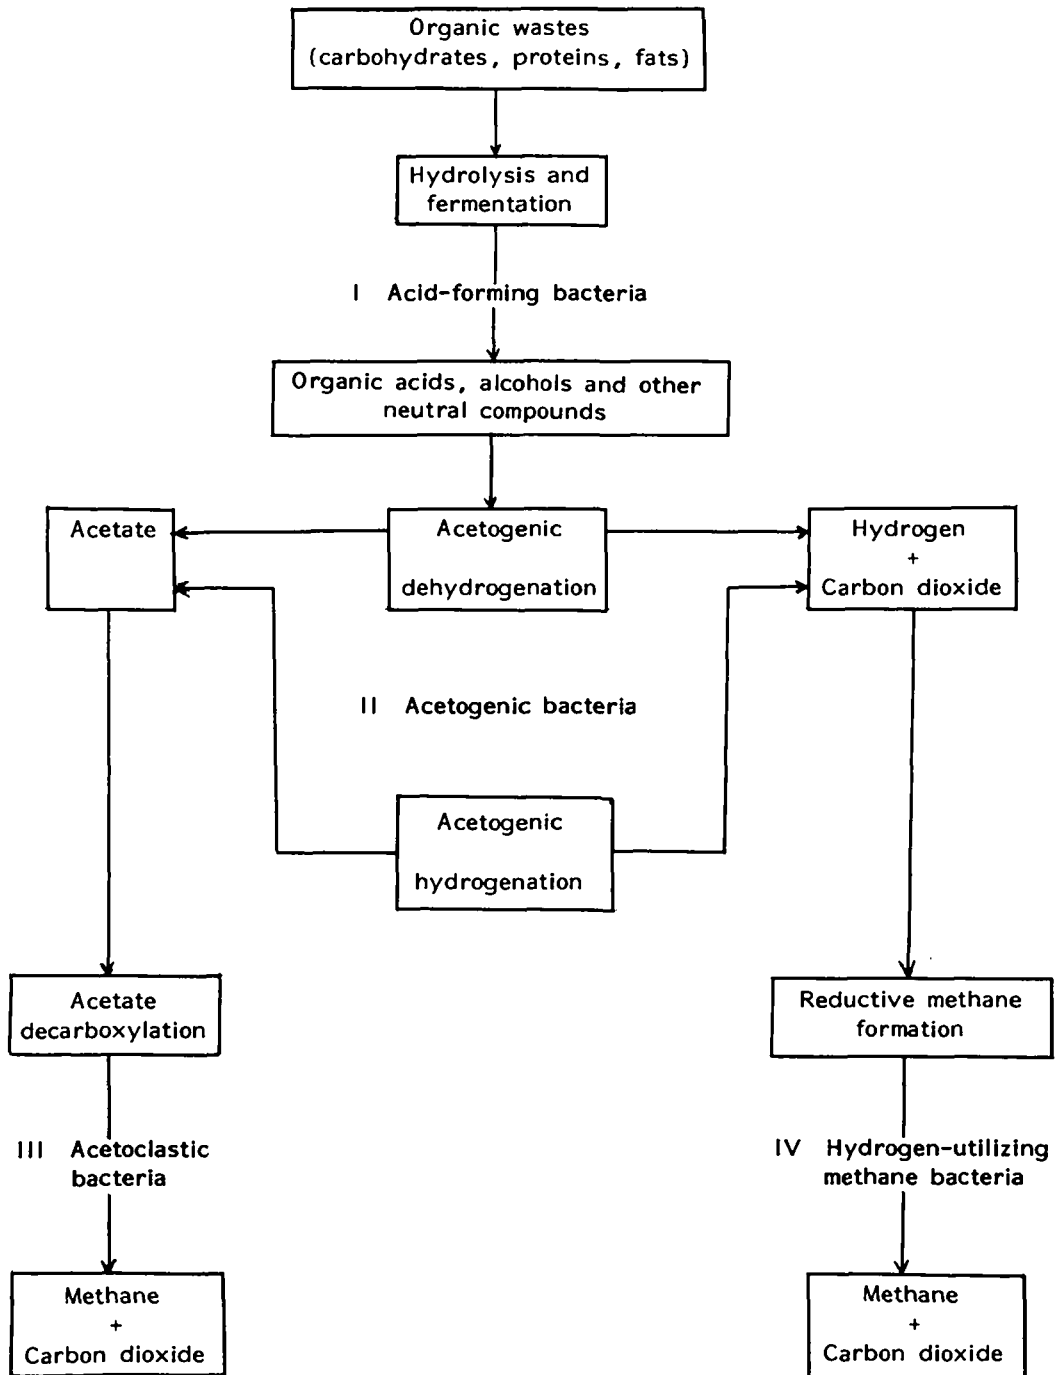 Organic wastes
(carbohydrates, proteins, fats)
Hydrolysis and
fermentation
I Acid-forming bacteria
Organic acids, alcohols and other
neutral compounds
Acetate
Acetogenic
dehydrogenation
Hydrogen
+
Carbon dioxide
II Acetogenic bacteria
Acetogenic
hydrogenation
Acetate
decarboxylation
Reductive methane
formation
III Acetoclastic
bacteria
IV Hydrogen-utilizing
methane bacteria
Methane
+
Carbon dioxide
Methane
+
Carbon dioxide